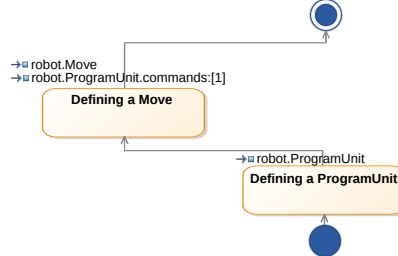 robot.Move
robot.ProgramUnit.commands:[1]
Defining a Move
robot.ProgramUnit
Defining a ProgramUnit